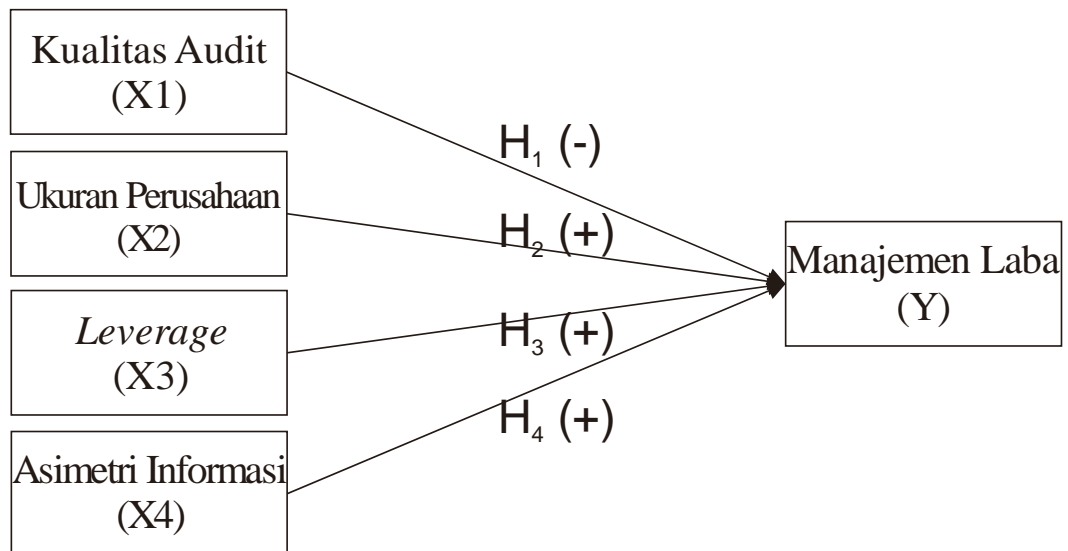 Kualitas Audit
(X1)
H₁ (-)
Ukuran Perusahaan
(X2)
H₂ (+)
Manajemen Laba
(Y)
Leverage
(X3)
H₃ (+)
Asimetri Informasi
(X4)
H₄ (+)